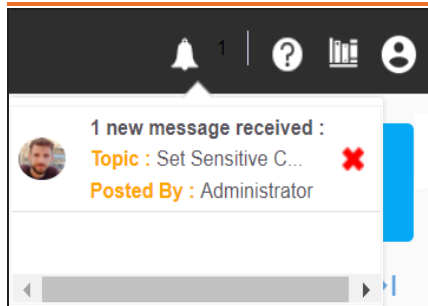 1
1 new message received :
Topic : Set Sensitive C...
Posted By : Administrator